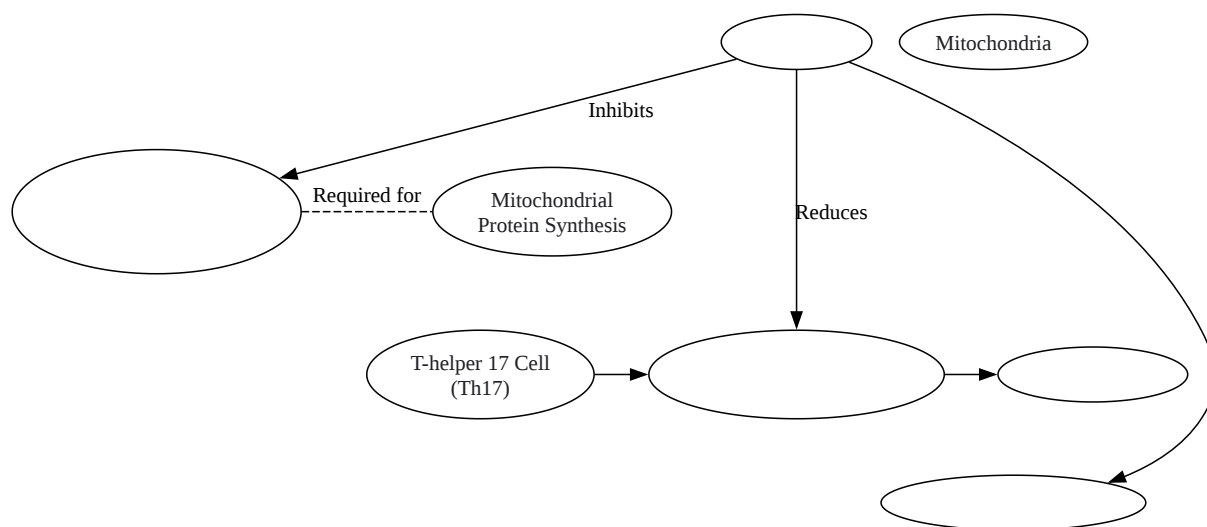 Mitochondria
Inhibits
Required for
Mitochondrial
Protein Synthesis
Reduces
T-helper 17 Cell
(Th17)